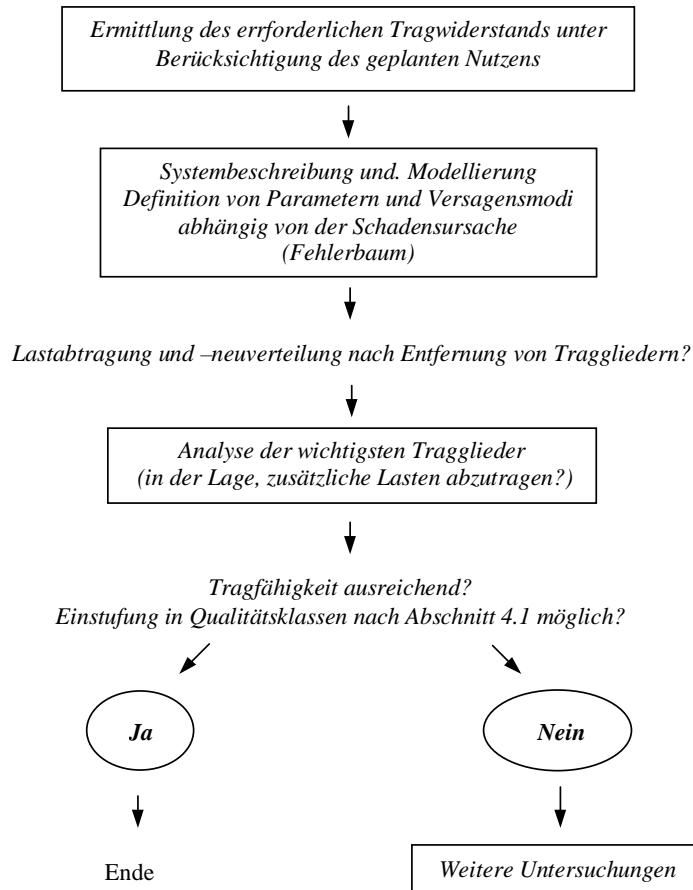 Ermittlung des errforderlichen Tragwiderstands unter
Berücksichtigung des geplanten Nutzens
Systembeschreibung und. Modellierung
Definition von Parametern und Versagensmodi
abhängig von der Schadensursache
(Fehlerbaum)
Lastabtragung und –neuverteilung nach Entfernung von Traggliedern?
Analyse der wichtigsten Tragglieder
(in der Lage, zusätzliche Lasten abzutragen?)
Tragfähigkeit ausreichend?
Einstufung in Qualitätsklassen nach Abschnitt 4.1 möglich?
Ja
Nein
Ende
Weitere Untersuchungen